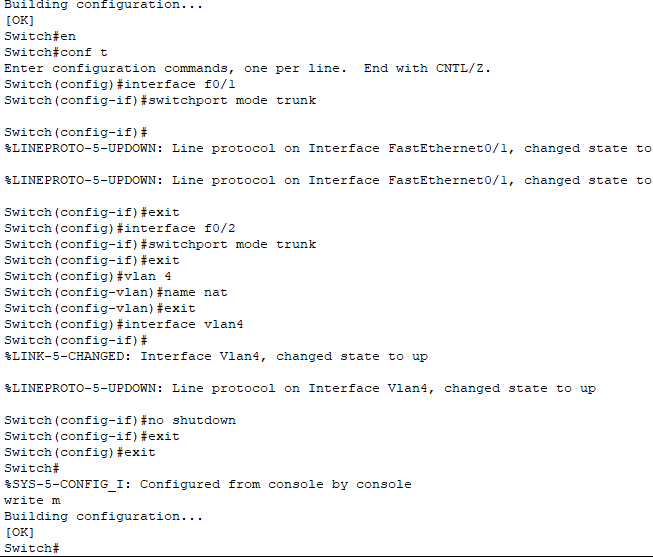 Building configuration...
[OK]
Switch#en
Switch#conf t
Enter configuration commands, one per line.  End with CNTL/Z.
Switch(config)#interface f0/1
Switch(config-if)#switchport mode trunk
Switch(config-if)#
%LINEPROTO-5-UPDOWN: Line protocol on Interface FastEthernet0/1, changed state to
%LINEPROTO-5-UPDOWN: Line protocol on Interface FastEthernet0/1, changed state to
Switch(config-if)#exit
Switch(config)#interface f0/2
Switch(config-if)#switchport mode trunk
Switch(config-if)#exit
Switch(config)#vlan 4
Switch(config-vlan)#name nat
Switch(config-vlan)#exit
Switch(config)#interface vlan4
Switch(config-if)#
%LINK-5-CHANGED: Interface Vlan4, changed state to up
%LINEPROTO-5-UPDOWN: Line protocol on Interface Vlan4, changed state to up
Switch(config-if)#no shutdown
Switch(config-if)#exit
Switch(config)#exit
Switch#
%SYS-5-CONFIG_I: Configured from console by console
write m
Building configuration...
[OK]
Switch#